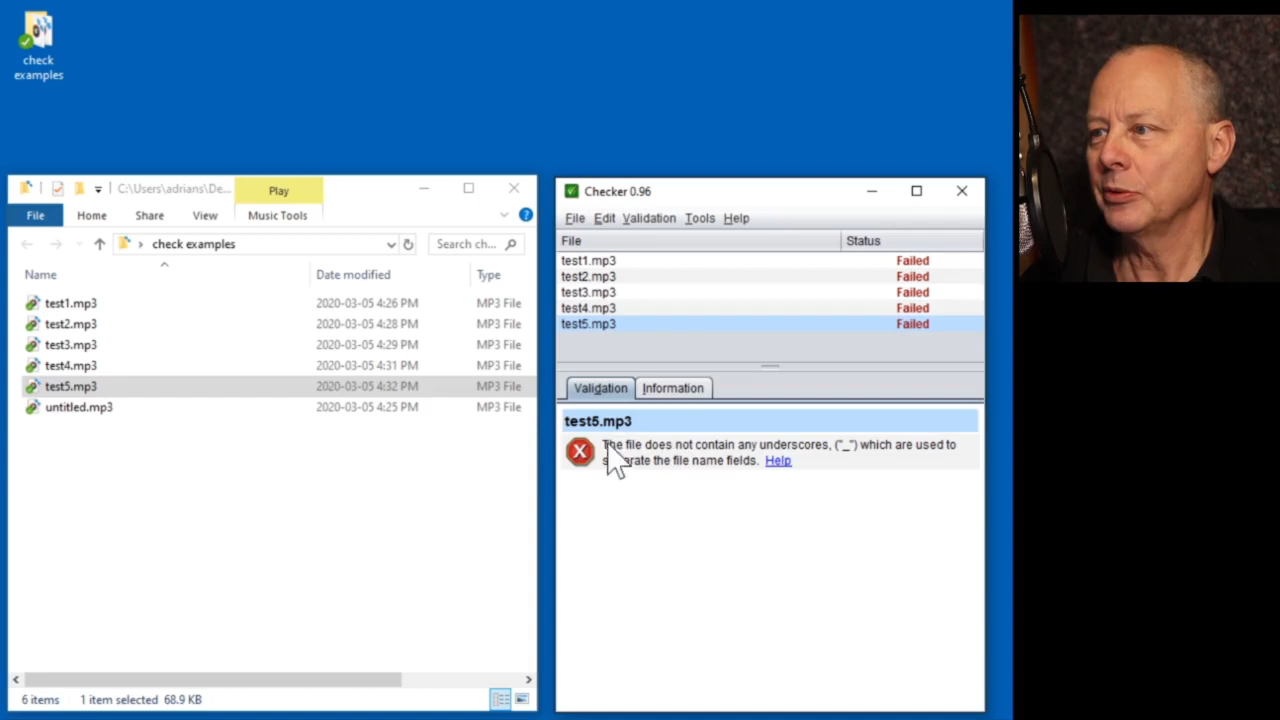 check
examples
C:\Users\adrians\De...
Play
File
Home
Share
View
Music Tools
check examples
Search ch...
Name
Date modified
Type
test1.mp3
2020-03-05 4:26 PM
MP3 File
test2.mp3
2020-03-05 4:28 PM
MP3 File
test3.mp3
2020-03-05 4:29 PM
MP3 File
test4.mp3
2020-03-05 4:31 PM
MP3 File
test5.mp3
2020-03-05 4:32 PM
MP3 File
untitled.mp3
2020-03-05 4:25 PM
MP3 File
6 items
1 item selected 68.9 KB
Checker 0.96
File Edit Validation Tools Help
File
Status
test1.mp3
Failed
test2.mp3
Failed
test3.mp3
Failed
test4.mp3
Failed
test5.mp3
Failed
Validation
Information
test5.mp3
The file does not contain any underscores, ("_") which are used to
separate the file name fields. Help